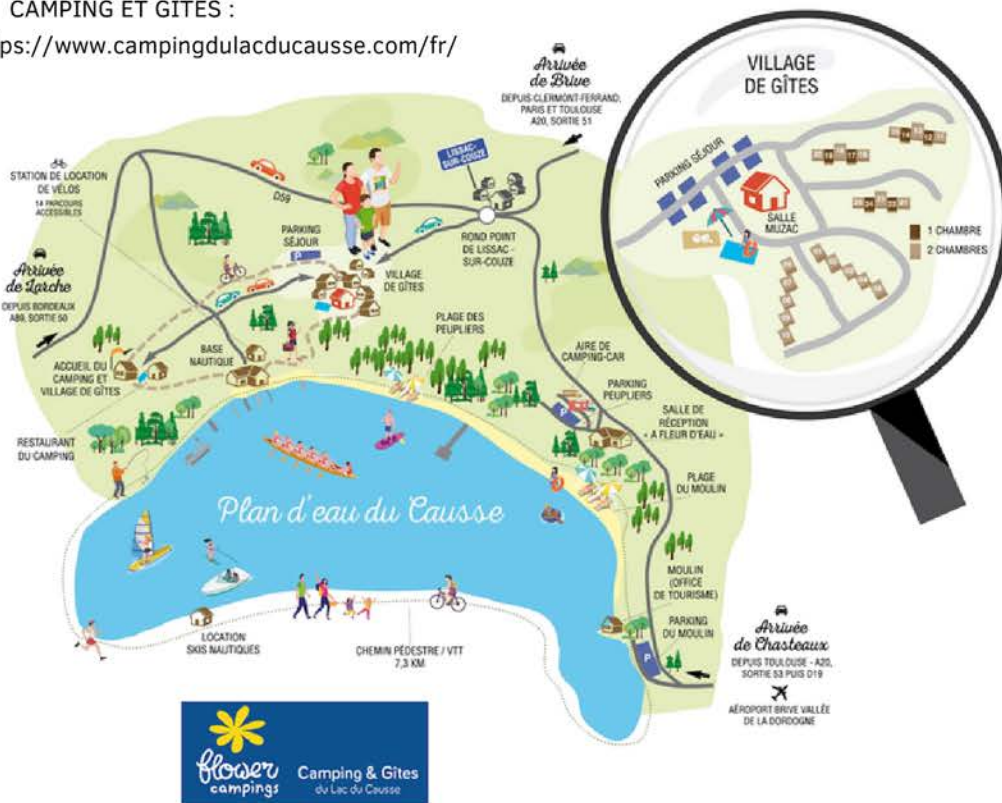 CAMPING ET GITES :
ps://www.campingdulacducausse.com/fr/
Arrivée
de Brive
DEPUIS CLERMONT-FERRAND,
PARIS ET TOULOUSE
A20, SORTIE 51
VILLAGE
DE GÎTES
PARKING SÉJOUR
SALLE
MUZAC
1 CHAMBRE
2 CHAMBRES
LISSAC-
SUR-COUZE
STATION DE LOCATION
DE VÉLOS
14 PARCOURS
ACCESSIBLES
D59
PARKING
SÉJOUR
P
ROND POINT
DE LISSAC -
SUR-COUZE
VILLAGE
DE GÎTES
Arrivée
de Larche
DEPUIS BORDEAUX
A89, SORTIE 50
PLAGE DES
PEUPLIERS
BASE
NAUTIQUE
AIRE DE
CAMPING-CAR
ACCUEIL DU
CAMPING ET
VILLAGE DE GÎTES
PARKING
PEUPLIERS
P
SALLE DE
RÉCEPTION
« A FLEUR D'EAU »
RESTAURANT
DU CAMPING
PLAGE
DU MOULIN
Plan d'eau du Causse
MOULIN
(OFFICE
DE TOURISME)
PARKING
DU MOULIN
P
LOCATION
SKIS NAUTIQUES
CHEMIN PÉDESTRE / VTT
7,3 KM
Arrivée
de Chasteaux
DEPUIS TOULOUSE - A20,
SORTIE 53 PUIS D19
AÉROPORT BRIVE VALLÉE
DE LA DORDOGNE
flower
campings
Camping & Gîtes
du Lac du Causse